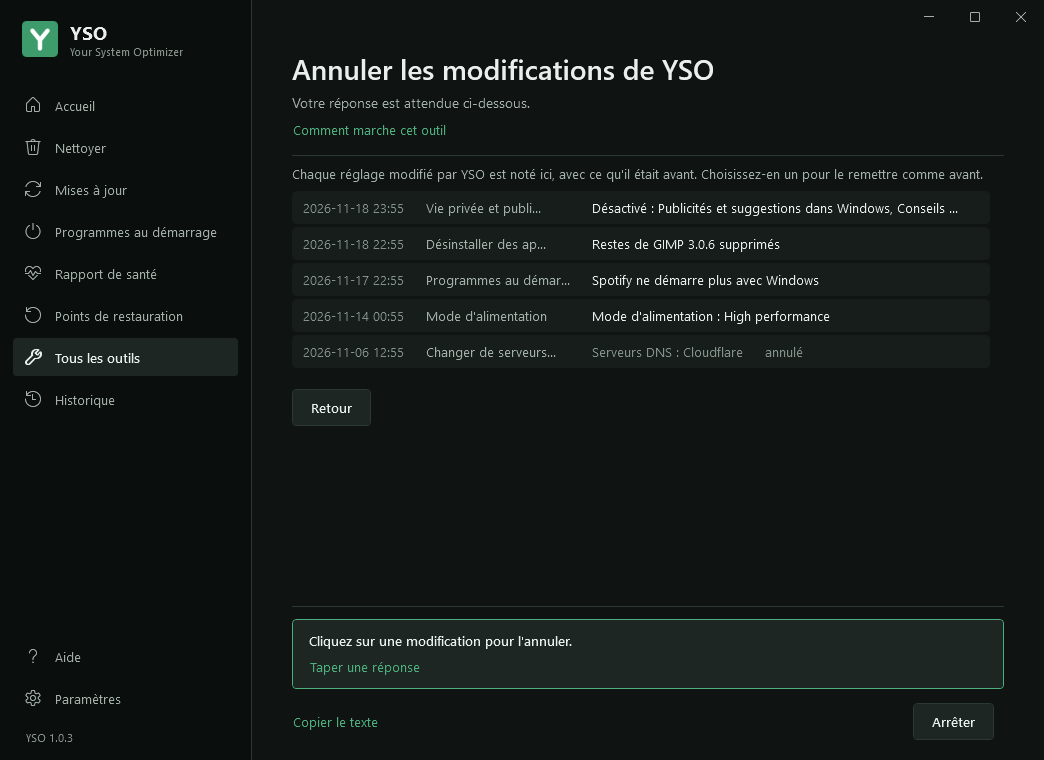 Y
YSO
Your System Optimizer
Accueil
Nettoyer
Mises à jour
Programmes au démarrage
Rapport de santé
Points de restauration
Tous les outils
Historique
Aide
Paramètres
YSO 1.0.3
Annuler les modifications de YSO
Votre réponse est attendue ci-dessous.
Comment marche cet outil
Chaque réglage modifié par YSO est noté ici, avec ce qu'il était avant. Choisissez-en un pour le remettre comme avant.
2026-11-18 23:55 Vie privée et publi... Désactivé : Publicités et suggestions dans Windows, Conseils ...
2026-11-18 22:55 Désinstaller des ap... Restes de GIMP 3.0.6 supprimés
2026-11-17 22:55 Programmes au démar... Spotify ne démarre plus avec Windows
2026-11-14 00:55 Mode d'alimentation Mode d'alimentation : High performance
2026-11-06 12:55 Changer de serveurs... Serveurs DNS : Cloudflare annulé
Retour
Cliquez sur une modification pour l'annuler.
Taper une réponse
Copier le texte
Arrêter